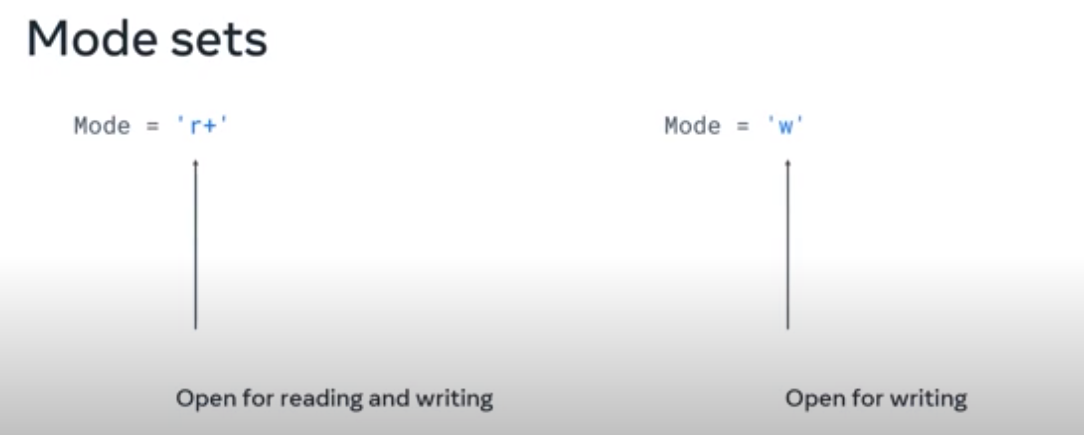 Mode sets
Mode = 'r+'
Mode = 'w'
Open for reading and writing
Open for writing